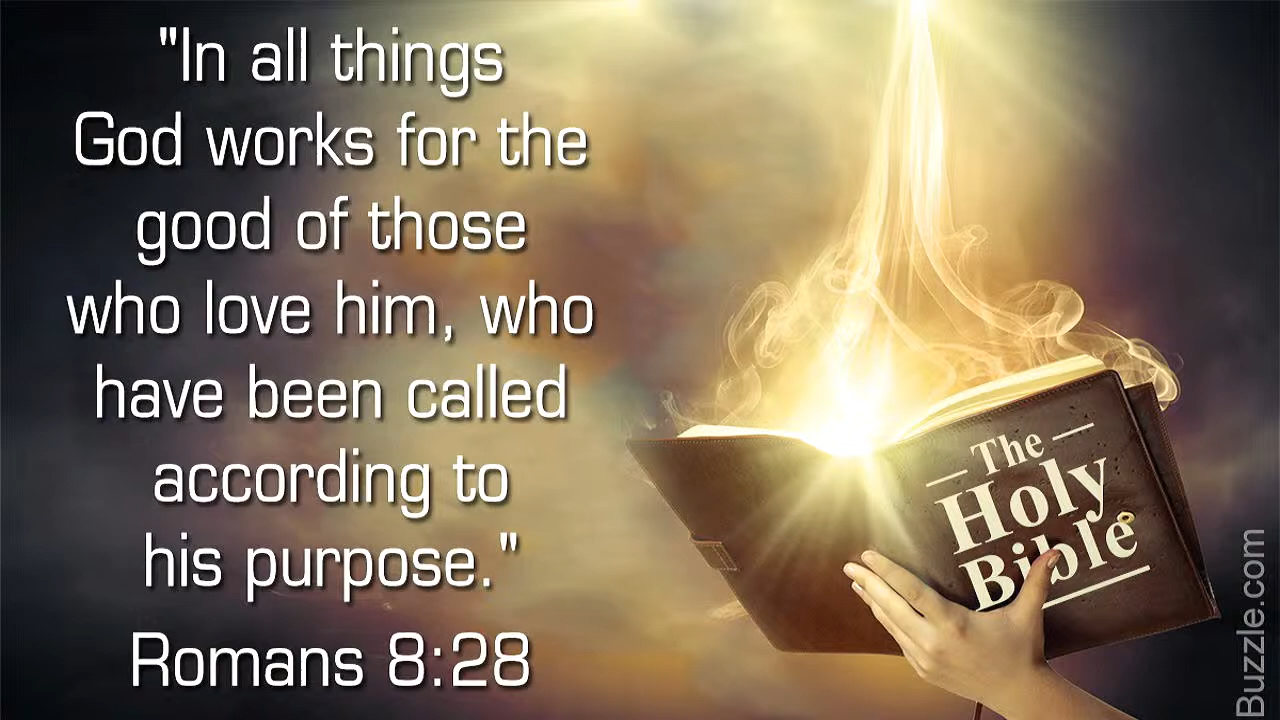 "In all things
God works for the
good of those
who love him, who
have been called
according to
his purpose."
Romans 8:28
The
Holy
Bible
Buzzle.com